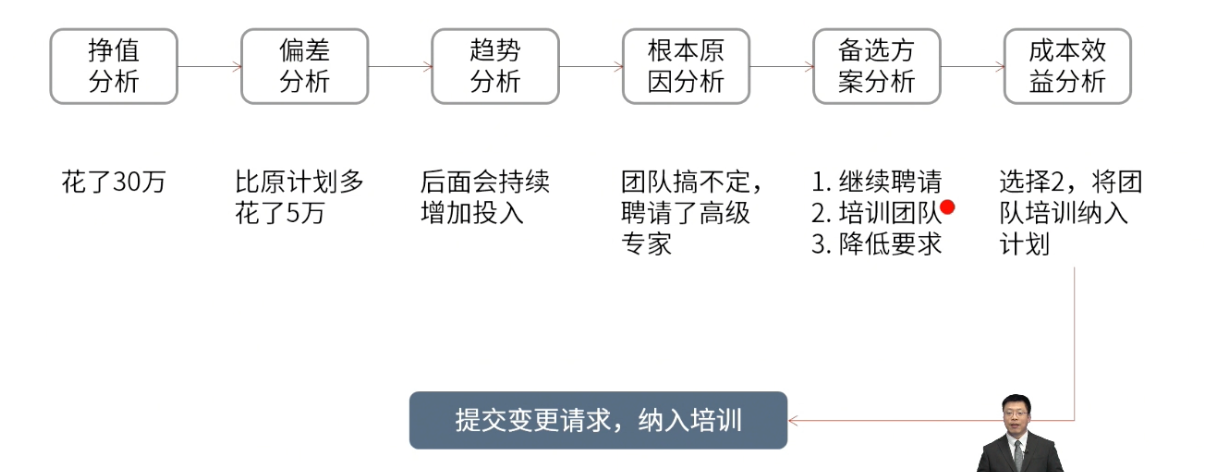 挣值
分析
偏差
分析
趋势
分析
根本原
因分析
备选方
案分析
成本效
益分析
花了30万
比原计划多
花了5万
后面会持续
增加投入
团队搞不定，
聘请了高级
专家
1. 继续聘请
2. 培训团队
3. 降低要求
选择2，将团
队培训纳入
计划
提交变更请求，纳入培训